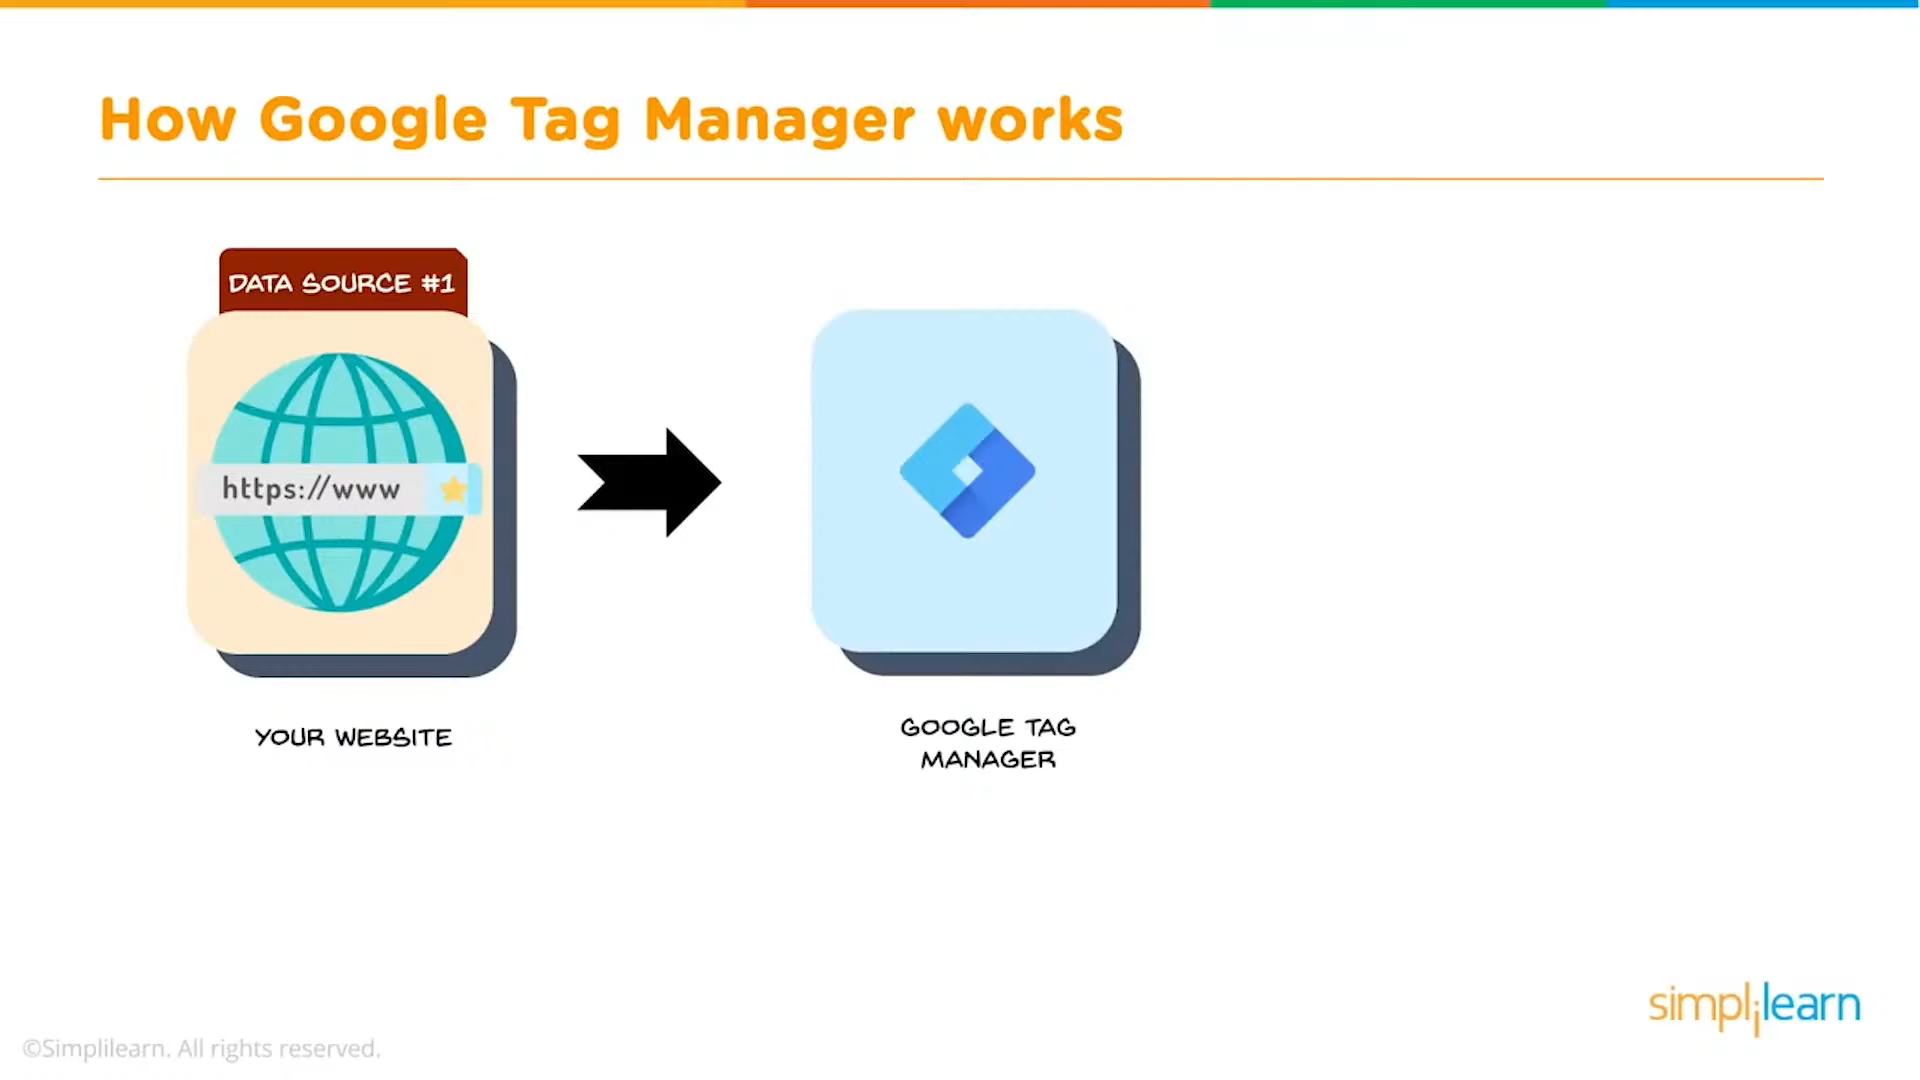 How Google Tag Manager works
DATA SOURCE #1
https://www
YOUR WEBSITE
GOOGLE TAG
MANAGER
simplilearn
©Simplilearn. All rights reserved.